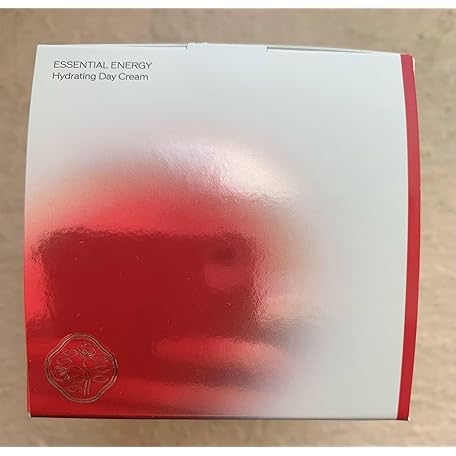 ESSENTIAL ENERGY
Hydrating Day Cream